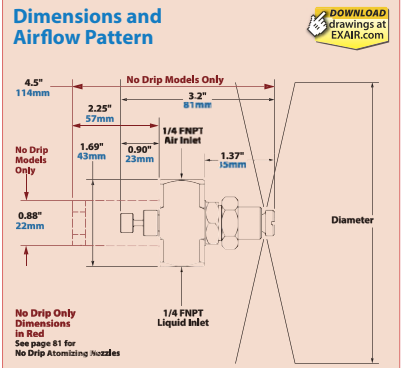 Dimensions and
Airflow Pattern
DOWNLOAD
drawings at
EXAIR.com
4.5"
114mm
No Drip Models Only
3.2"
81mm
2.25"
57mm
1/4 FNPT
Air Inlet
No Drip
Models
Only
1.69"
43mm
0.90"
23mm
1.37"
35mm
0.88"
22mm
Diameter
No Drip Only
Dimensions
in Red
See page 81 for
No Drip Atomizing Nozzles
1/4 FNPT
Liquid Inlet